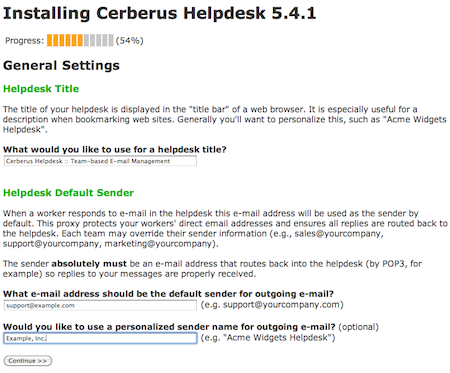 Installing Cerberus Helpdesk 5.4.1
Progress: (54%)
General Settings
Helpdesk Title
The title of your helpdesk is displayed in the "title bar" of a web browser. It is especially useful for a
description when bookmarking web sites. Generally you'll want to personalize this, such as "Acme Widgets
Helpdesk".
What would you like to use for a helpdesk title?
Cerberus Helpdesk :: Team-based E-mail Management
Helpdesk Default Sender
When a worker responds to e-mail in the helpdesk this e-mail address will be used as the sender by
default. This proxy protects your workers' direct email addresses and ensures all replies are routed back to
the helpdesk. Each team may override their sender information (e.g., sales@yourcompany,
support@yourcompany, marketing@yourcompany).
The sender absolutely must be an e-mail address that routes back into the helpdesk (by POP3, for
example) so replies to your messages are properly received.
What e-mail address should be the default sender for outgoing e-mail?
support@example.com (e.g. support@yourcompany.com)
Would you like to use a personalized sender name for outgoing e-mail? (optional)
Example, Inc. (e.g. "Acme Widgets Helpdesk")
Continue >>